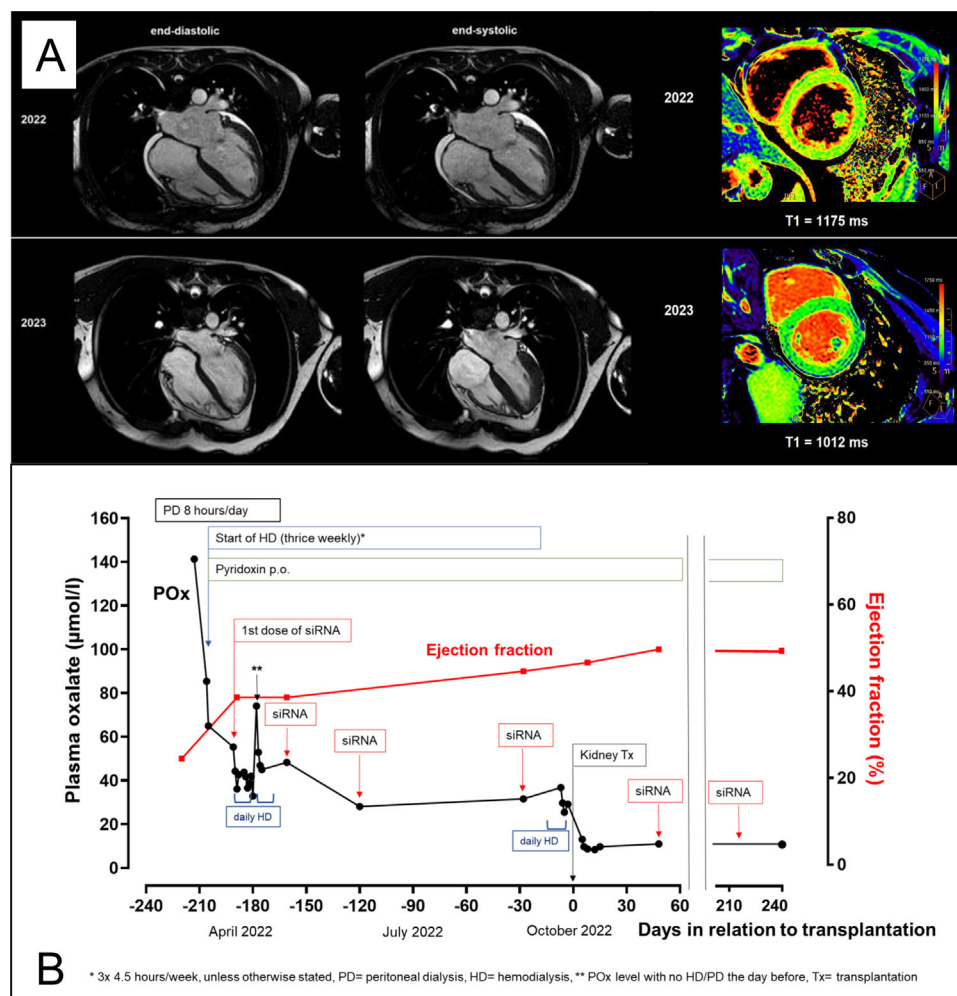 A
end-diastolic
end-systolic
2022
2022
T1 = 1175 ms
2023
2023
T1 = 1012 ms
PD 8 hours/day
160
140
120
100
80
60
40
20
0
80
60
40
20
0
Start of HD (thrice weekly)*
Pyridoxin p.o.
POx
1st dose of siRNA
Ejection fraction
**
siRNA
siRNA
siRNA
Kidney Tx
siRNA
siRNA
daily HD
daily HD
Plasma oxalate (µmol/l)
Ejection fraction (%)
-240 -210 -180 -150 -120 -90 -60 -30 0 30 60 210 240
April 2022
July 2022
October 2022
Days in relation to transplantation
B
* 3x 4.5 hours/week, unless otherwise stated, PD= peritoneal dialysis, HD= hemodialysis, ** POx level with no HD/PD the day before, Tx= transplantation